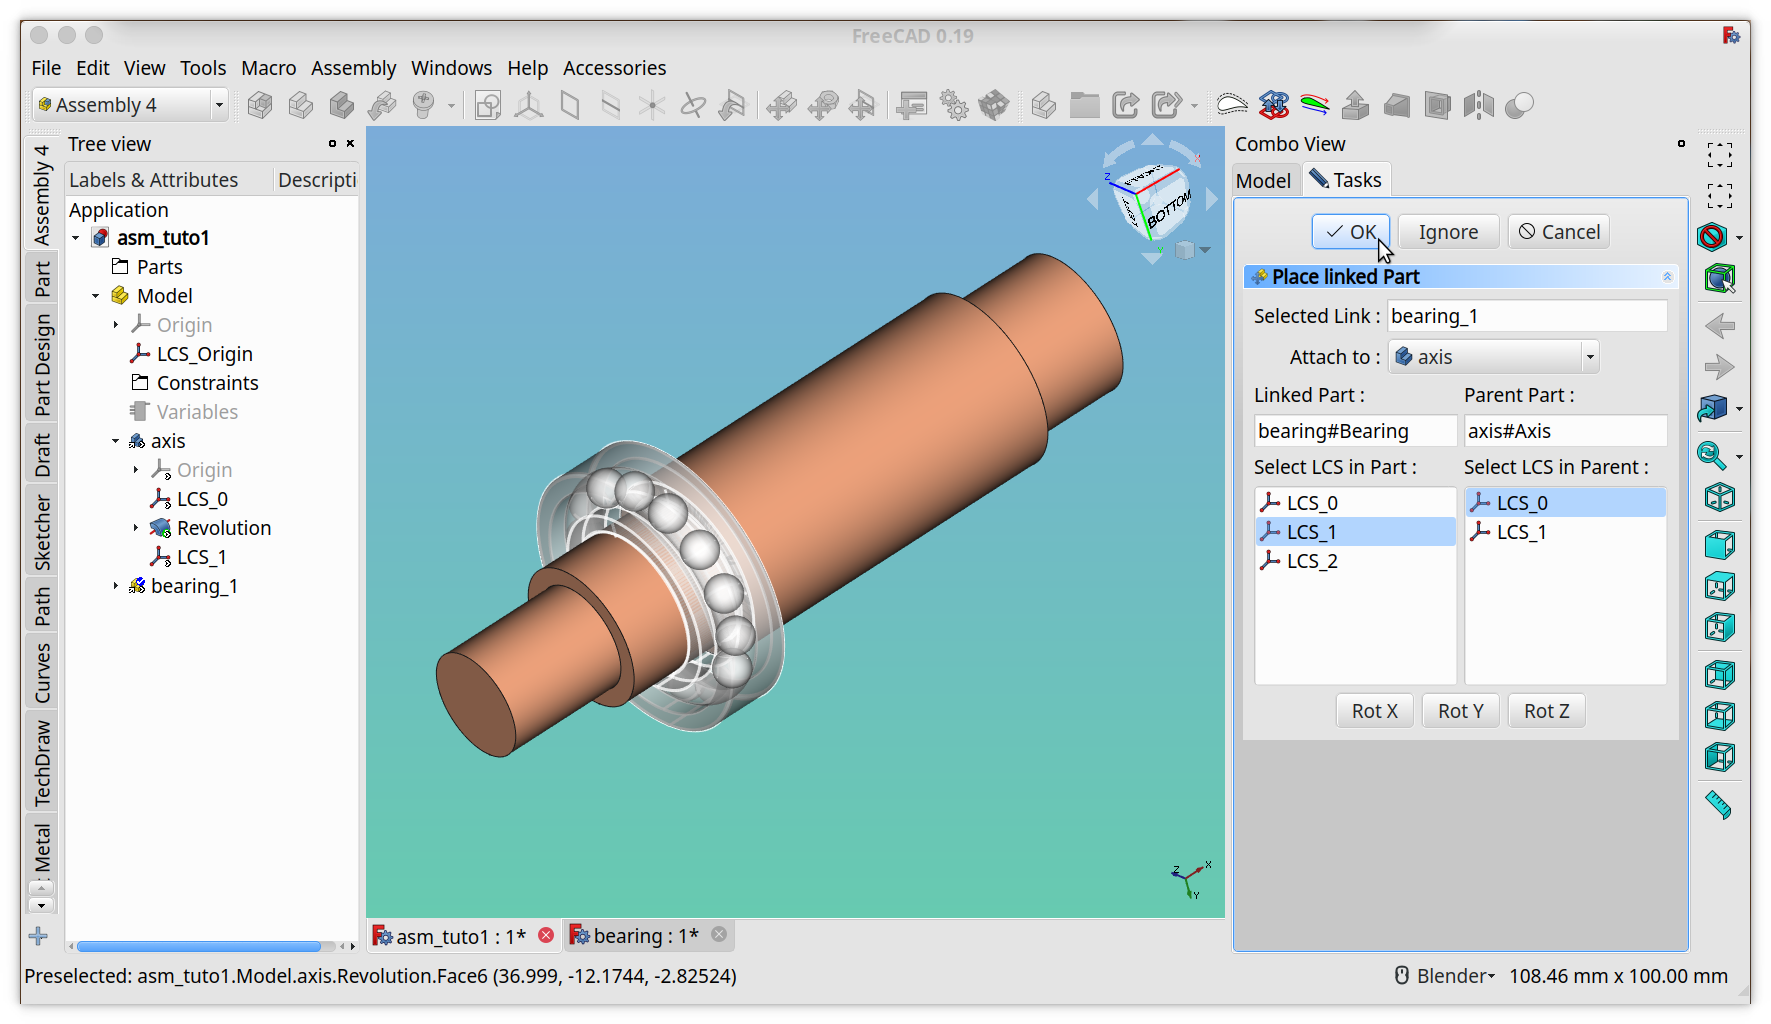 FreeCAD 0.19
File Edit View Tools Macro Assembly Windows Help Accessories
Assembly 4
Tree view
Labels & Attributes Descripti
Application
asm_tuto1
Parts
Model
Origin
LCS_Origin
Constraints
Variables
axis
Origin
LCS_0
Revolution
LCS_1
bearing_1
Assembly 4
Part
Part Design
Draft
Sketcher
Path
Curves
TechDraw
Metal
BOTTOM
Z
Y
X
Z
Y
asm_tuto1 : 1*
bearing : 1*
Combo View
Model Tasks
OK Ignore Cancel
Place linked Part
Selected Link : bearing_1
Attach to : axis
Linked Part : Parent Part :
bearing#Bearing axis#Axis
Select LCS in Part : Select LCS in Parent :
LCS_0 LCS_0
LCS_1 LCS_1
LCS_2
Rot X Rot Y Rot Z
Preselected: asm_tuto1.Model.axis.Revolution.Face6 (36.999, -12.1744, -2.82524)
Blender 108.46 mm x 100.00 mm